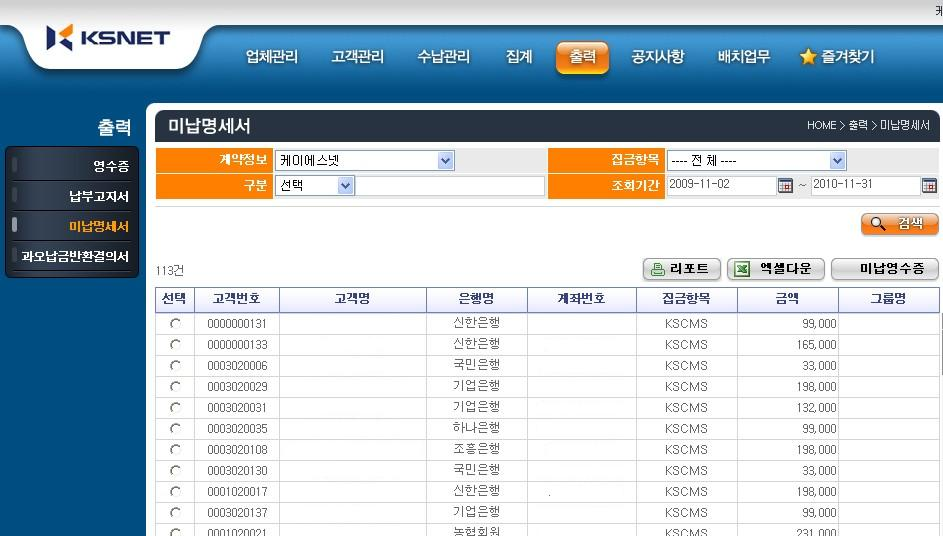 KSNET
업체관리 고객관리 수납관리 집계 출력 공지사항 배치업무 즐겨찾기
출력
영수증
납부고지서
미납명세서
과오납금반환결의서
미납명세서 HOME > 출력 > 미납명세서
계약정보 케이에스넷 집금항목 ---- 전 체 ----
구분 선택 조회기간 2009-11-02 ~ 2010-11-31
검색
113건 리포트 엑셀다운 미납영수증
선택 고객번호 고객명 은행명 계좌번호 집금항목 금액 그룹명
0000000131 신한은행 KSCMS 99,000
0000000133 신한은행 KSCMS 165,000
0003020006 국민은행 KSCMS 33,000
0003020029 기업은행 KSCMS 198,000
0003020031 기업은행 KSCMS 132,000
0003020035 하나은행 KSCMS 99,000
0003020108 조흥은행 KSCMS 198,000
0003020130 국민은행 KSCMS 33,000
0001020017 신한은행 KSCMS 198,000
0003020137 기업은행 KSCMS 99,000
0001020021 농협회원 KSCMS 231,000